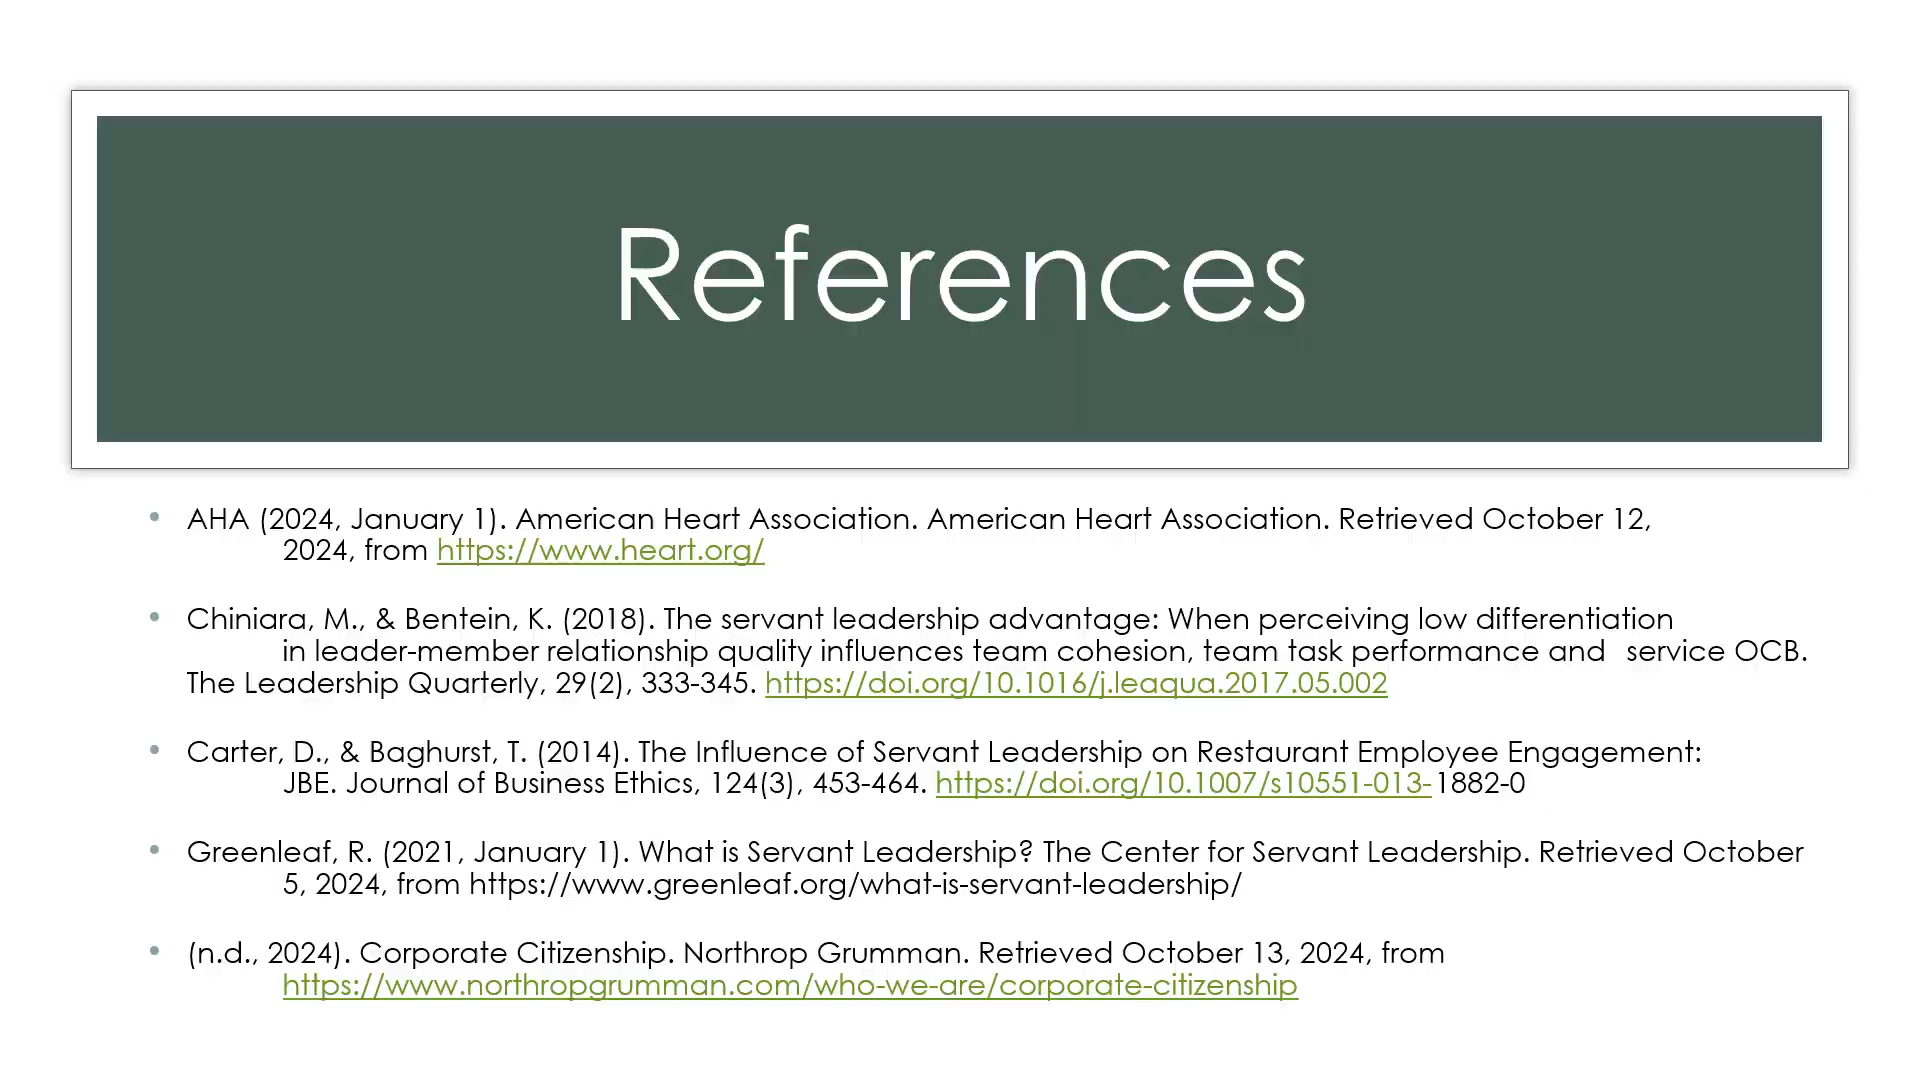 References
• AHA (2024, January 1). American Heart Association. American Heart Association. Retrieved October 12,
2024, from https://www.heart.org/
• Chiniara, M., & Bentein, K. (2018). The servant leadership advantage: When perceiving low differentiation
in leader-member relationship quality influences team cohesion, team task performance and service OCB.
The Leadership Quarterly, 29(2), 333-345. https://doi.org/10.1016/j.leaqua.2017.05.002
• Carter, D., & Baghurst, T. (2014). The Influence of Servant Leadership on Restaurant Employee Engagement:
JBE. Journal of Business Ethics, 124(3), 453-464. https://doi.org/10.1007/s10551-013-1882-0
• Greenleaf, R. (2021, January 1). What is Servant Leadership? The Center for Servant Leadership. Retrieved October
5, 2024, from https://www.greenleaf.org/what-is-servant-leadership/
• (n.d., 2024). Corporate Citizenship. Northrop Grumman. Retrieved October 13, 2024, from
https://www.northropgrumman.com/who-we-are/corporate-citizenship